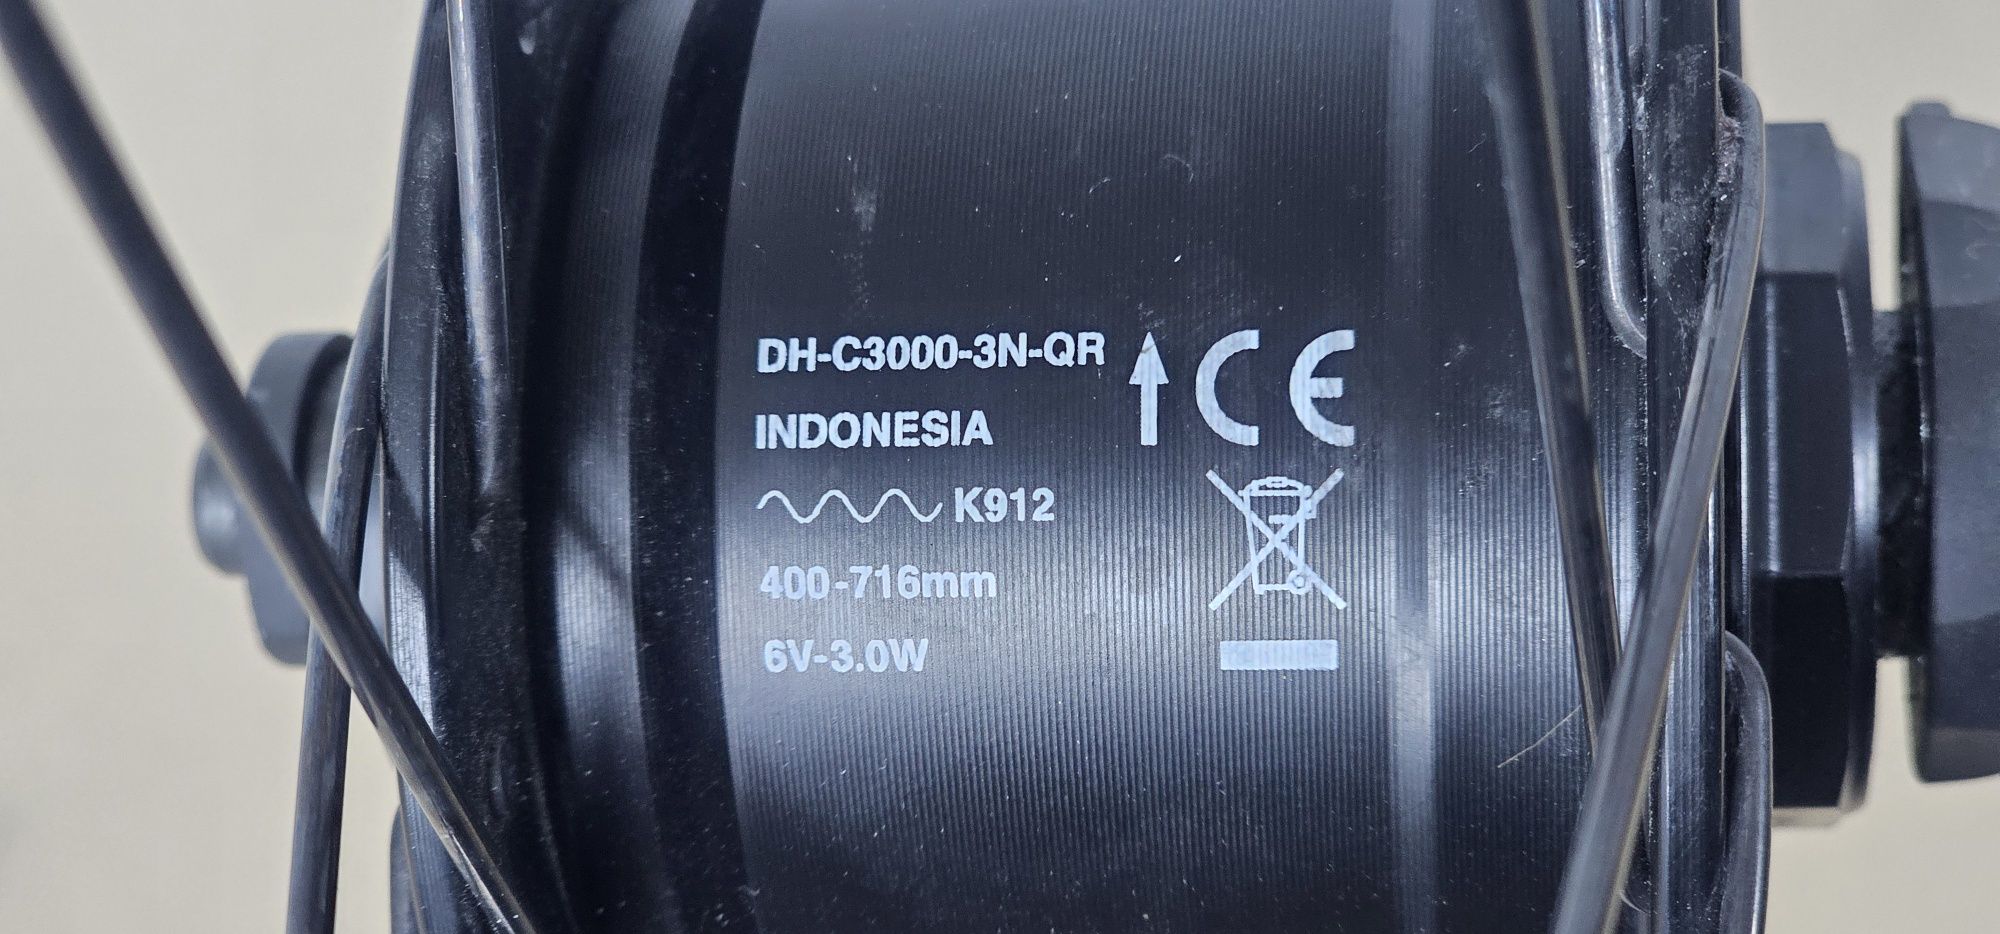 DH-C3000-3N-QR
INDONESIA
K912
400-716mm
6V-3.0W
CE